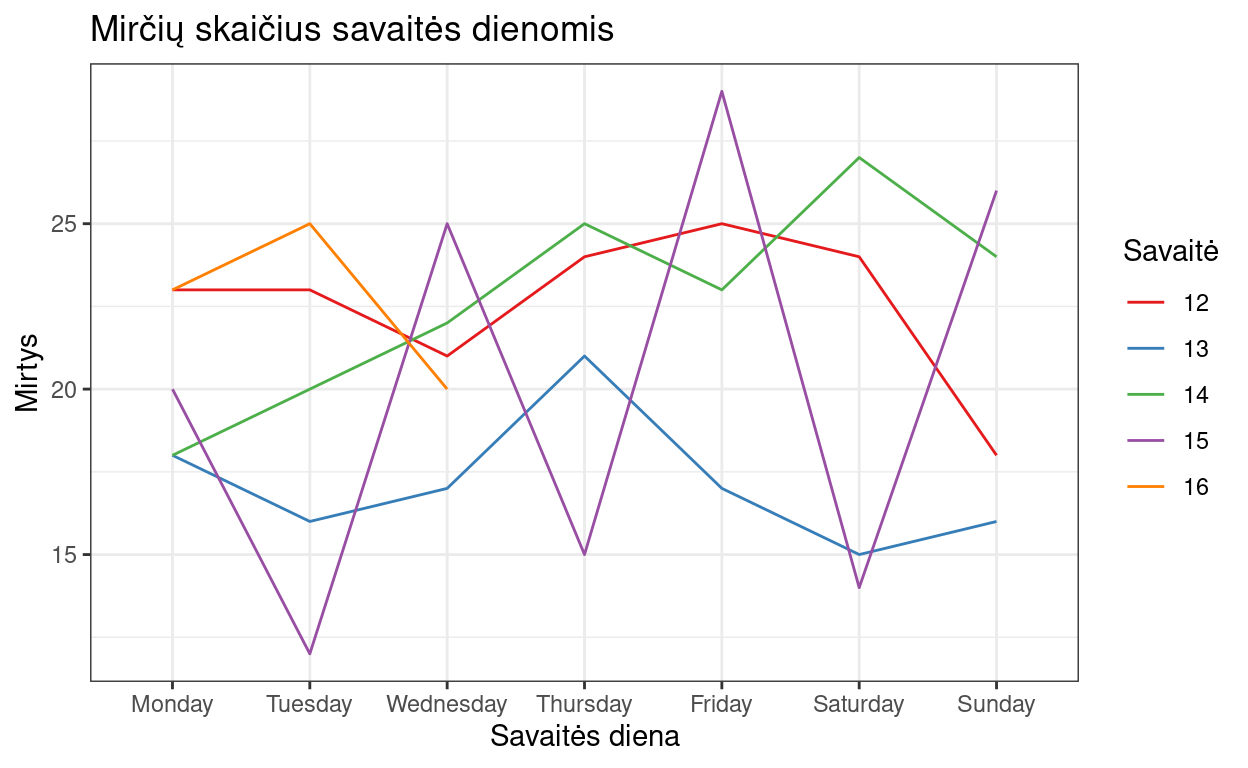 Mirčių skaičius savaitės dienomis
Mirtys
25
20
15
Monday Tuesday Wednesday Thursday Friday Saturday Sunday
Savaitės diena
Savaitė
12
13
14
15
16